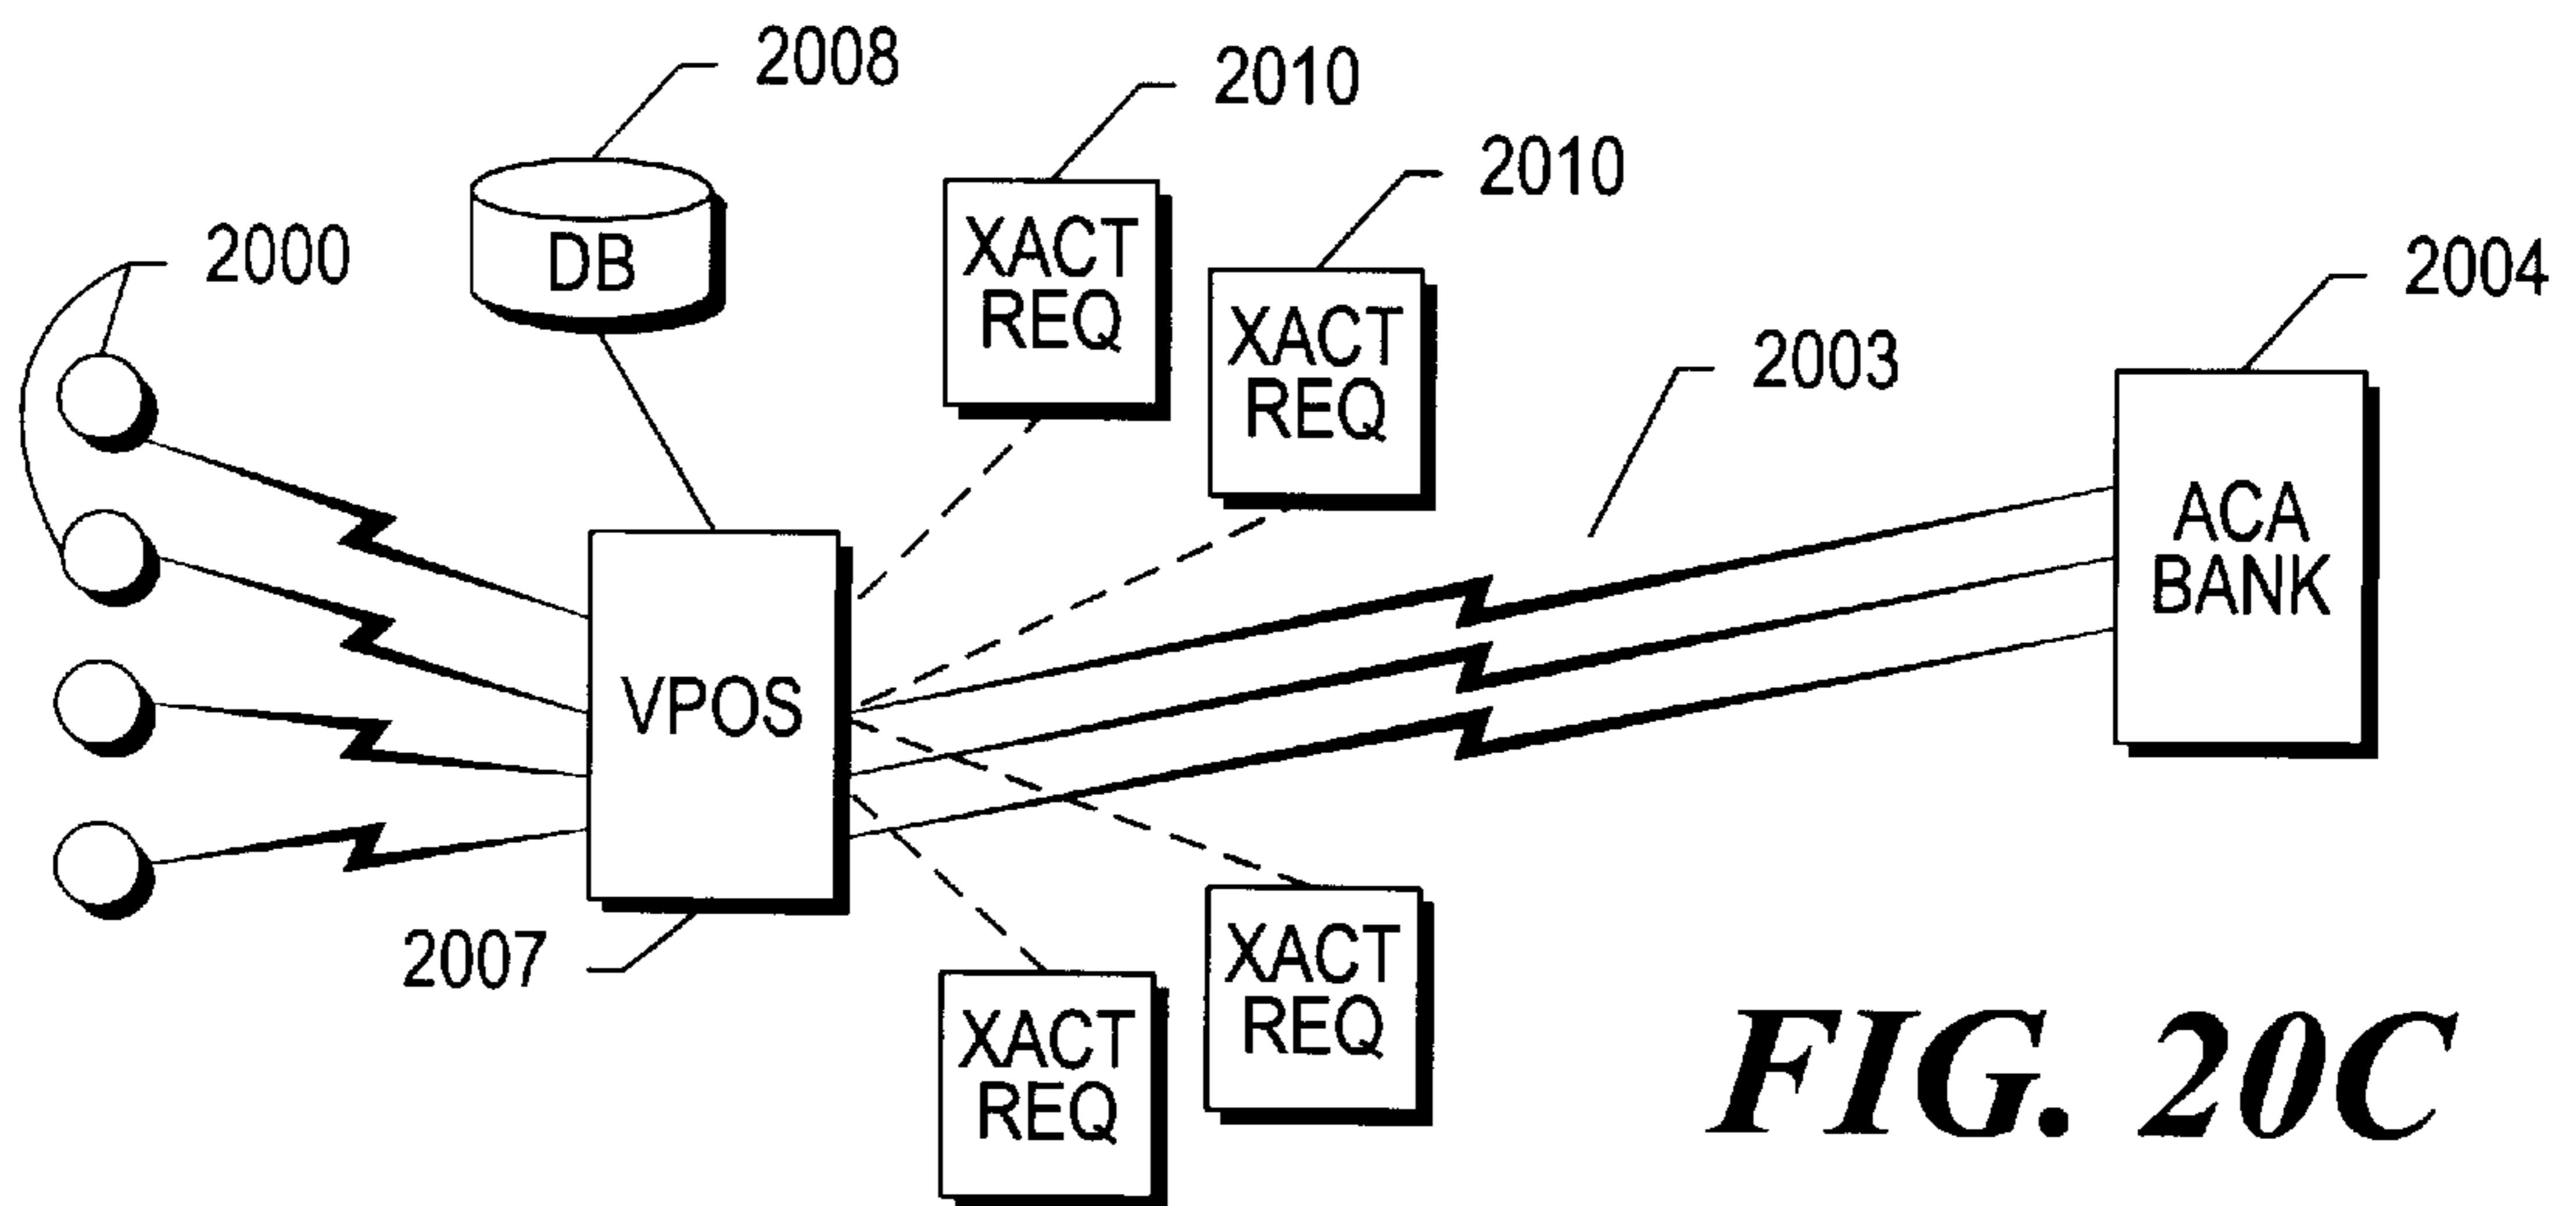 2008
2010
2010
2000
DB
XACT
REQ
XACT
REQ
2003
2004
ACA
BANK
VPOS
2007
XACT
REQ
XACT
REQ
FIG. 20C